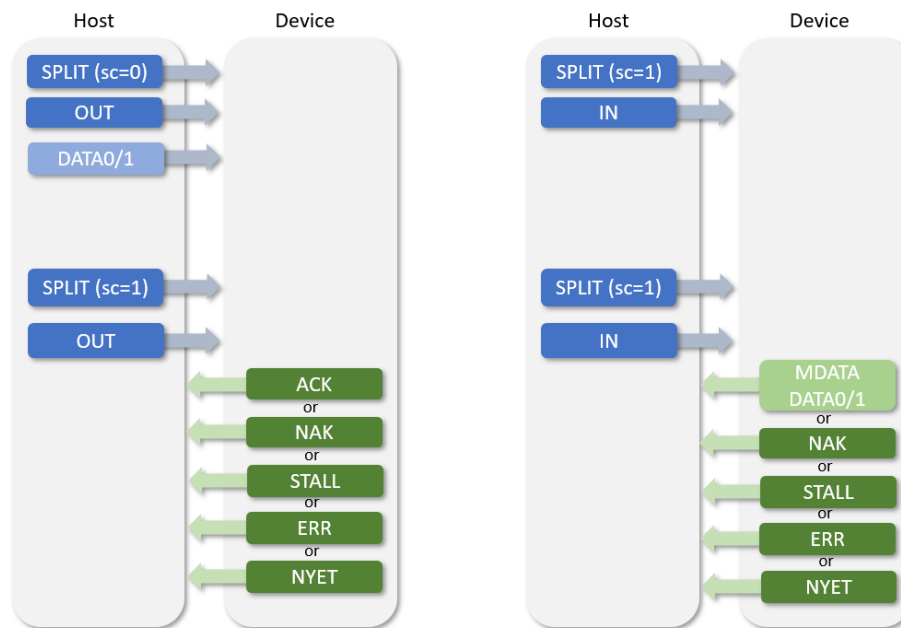 Host
Device
SPLIT (sc=0)
OUT
DATA0/1
SPLIT (sc=1)
OUT
ACK
or
NAK
or
STALL
or
ERR
or
NYET
Host
Device
SPLIT (sc=1)
IN
SPLIT (sc=1)
IN
MDATA
DATA0/1
or
NAK
or
STALL
or
ERR
or
NYET